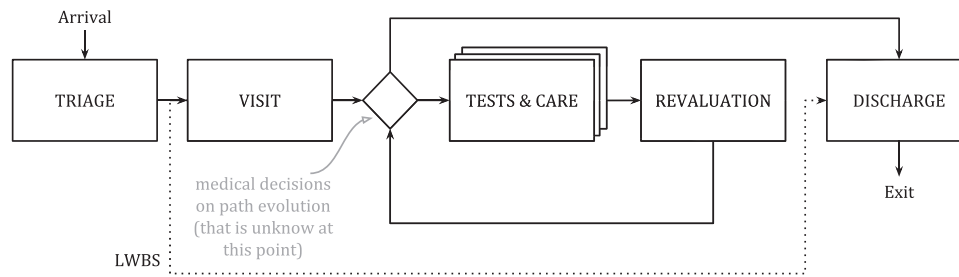 Arrival
TRIAGE
VISIT
TESTS & CARE
REVALUATION
DISCHARGE
medical decisions
on path evolution
(that is unknow at
this point)
Exit
LWBS